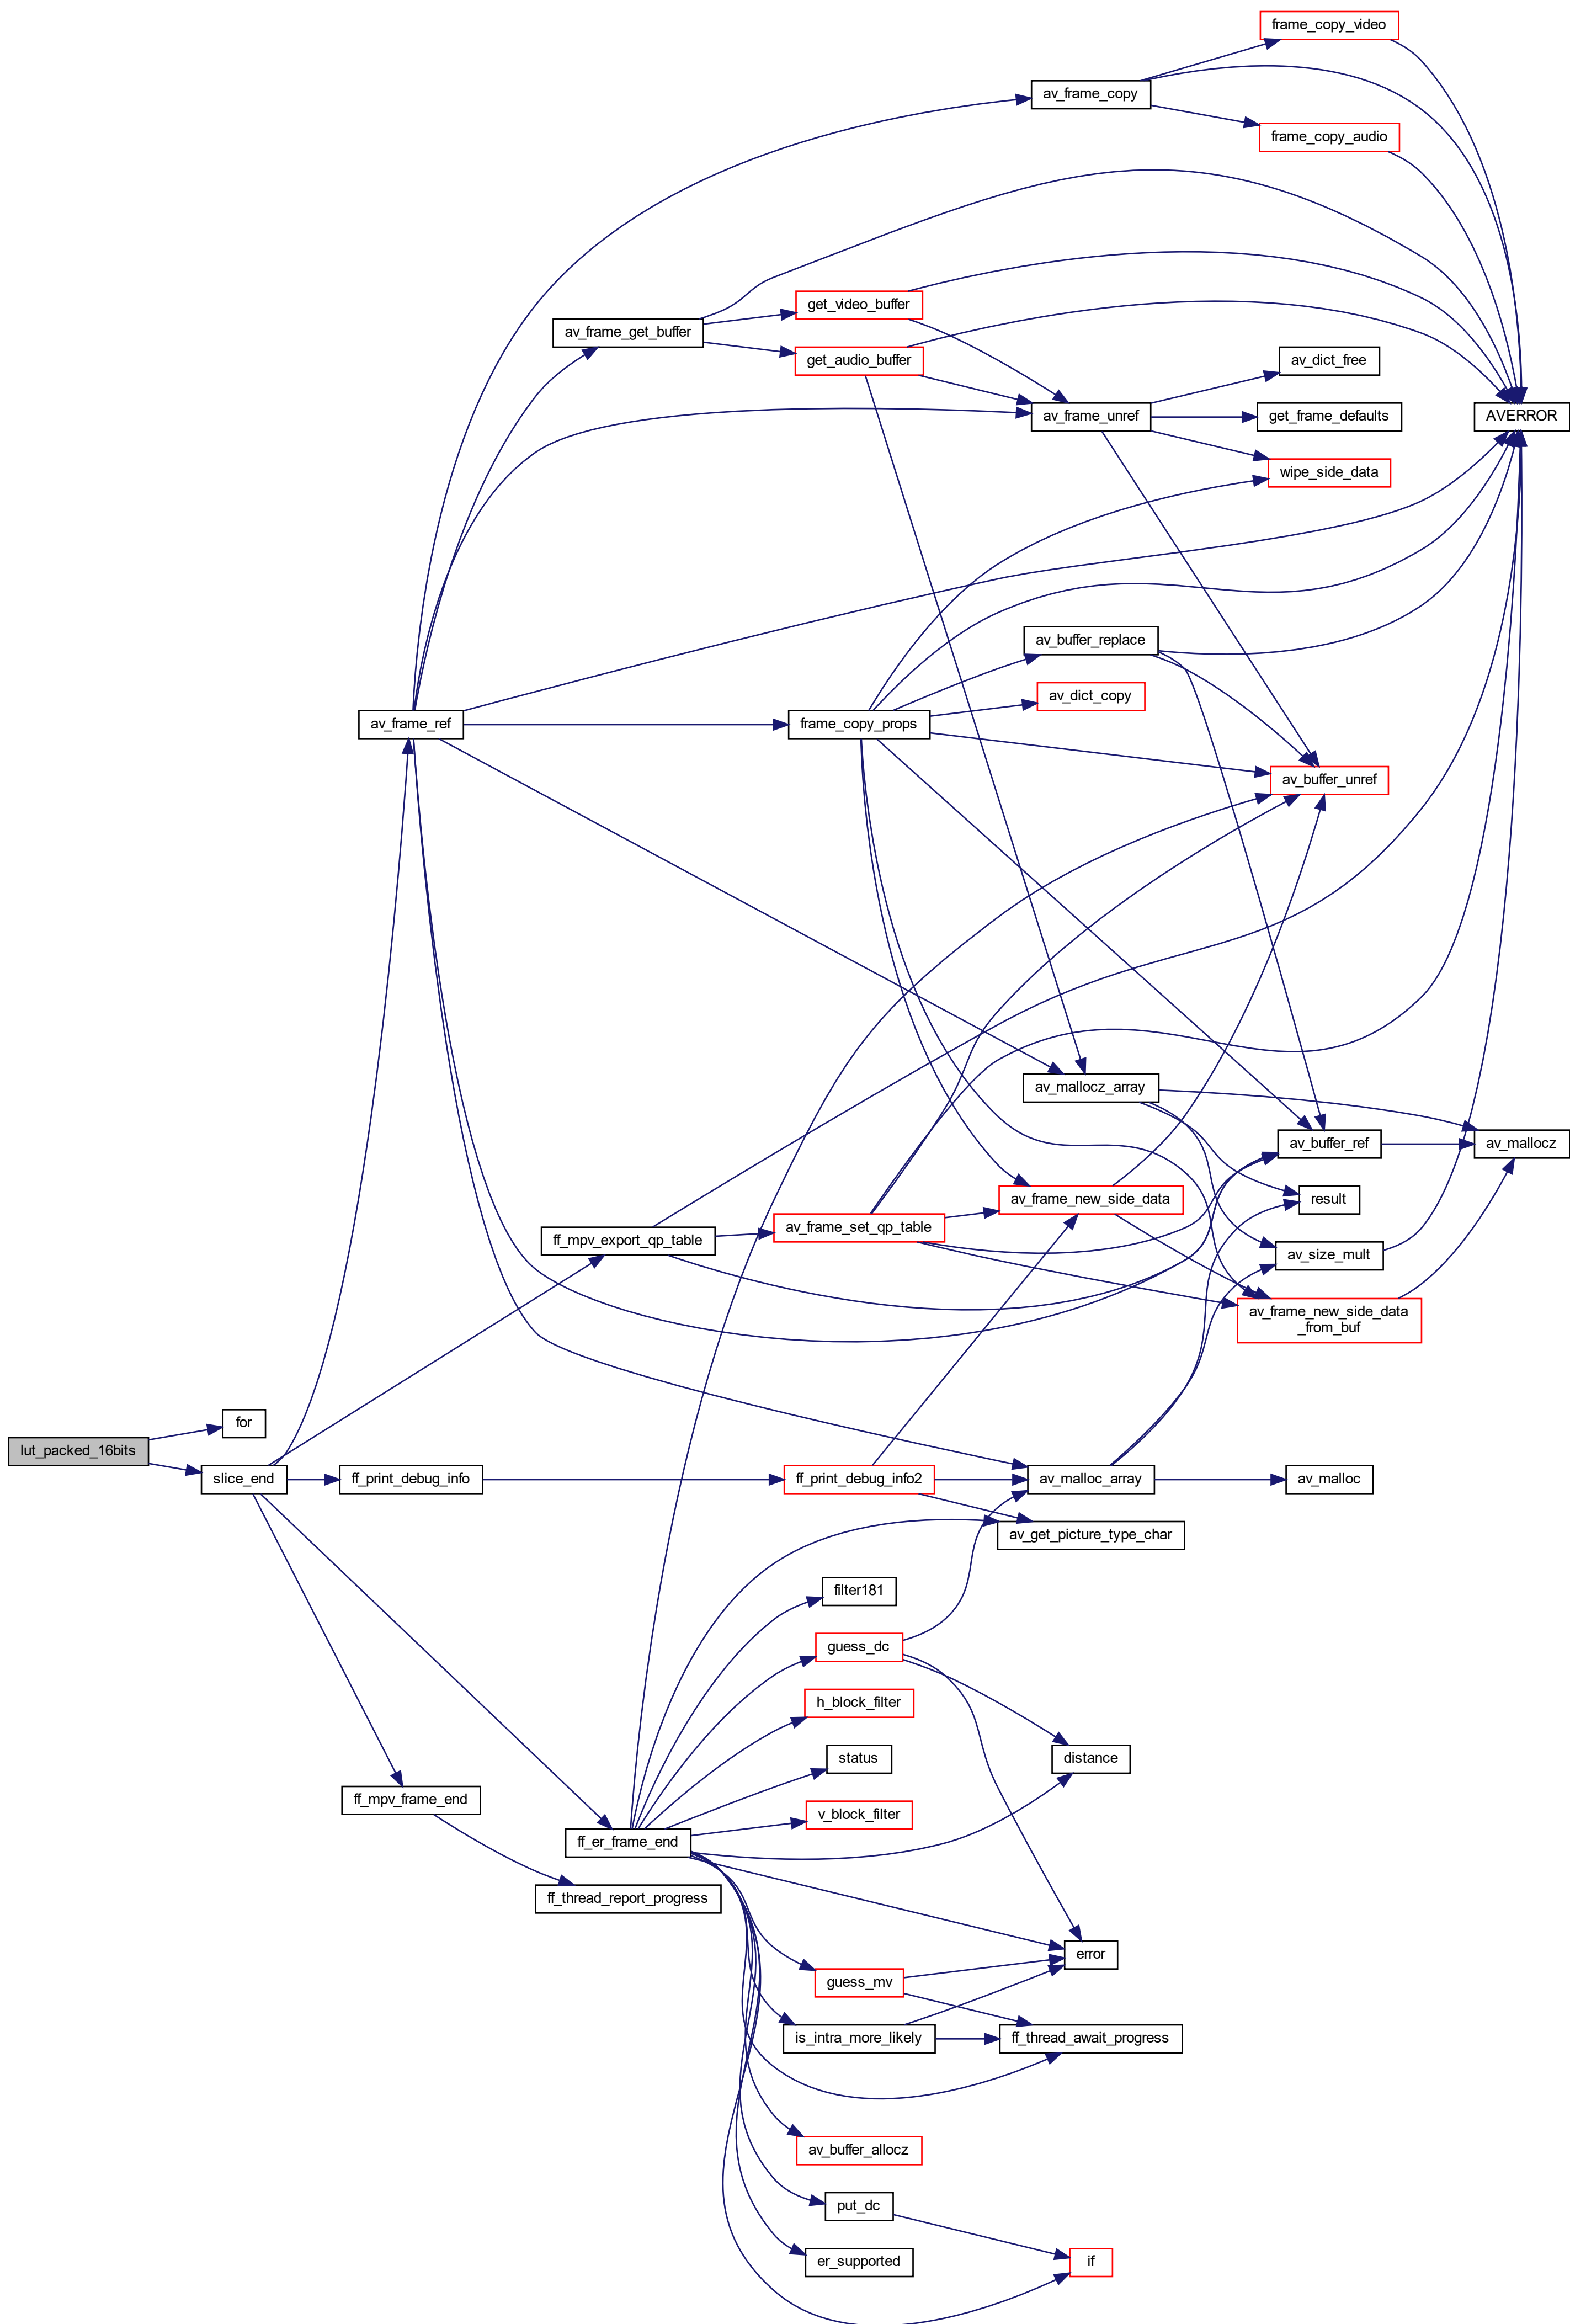 frame_copy_video
av_frame_copy
frame_copy_audio
get_video_buffer
av_frame_get_buffer
get_audio_buffer
av_dict_free
av_frame_unref
get_frame_defaults
AVERROR
wipe_side_data
av_buffer_replace
av_dict_copy
av_frame_ref
frame_copy_props
av_buffer_unref
av_mallocz_array
av_buffer_ref
av_mallocz
av_frame_new_side_data
result
av_frame_set_qp_table
ff_mpv_export_qp_table
av_size_mult
av_frame_new_side_data
_from_buf
for
lut_packed_16bits
slice_end
ff_print_debug_info
ff_print_debug_info2
av_malloc_array
av_malloc
av_get_picture_type_char
filter181
guess_dc
h_block_filter
status
distance
ff_mpv_frame_end
v_block_filter
ff_er_frame_end
ff_thread_report_progress
error
guess_mv
is_intra_more_likely
ff_thread_await_progress
av_buffer_allocz
put_dc
er_supported
if